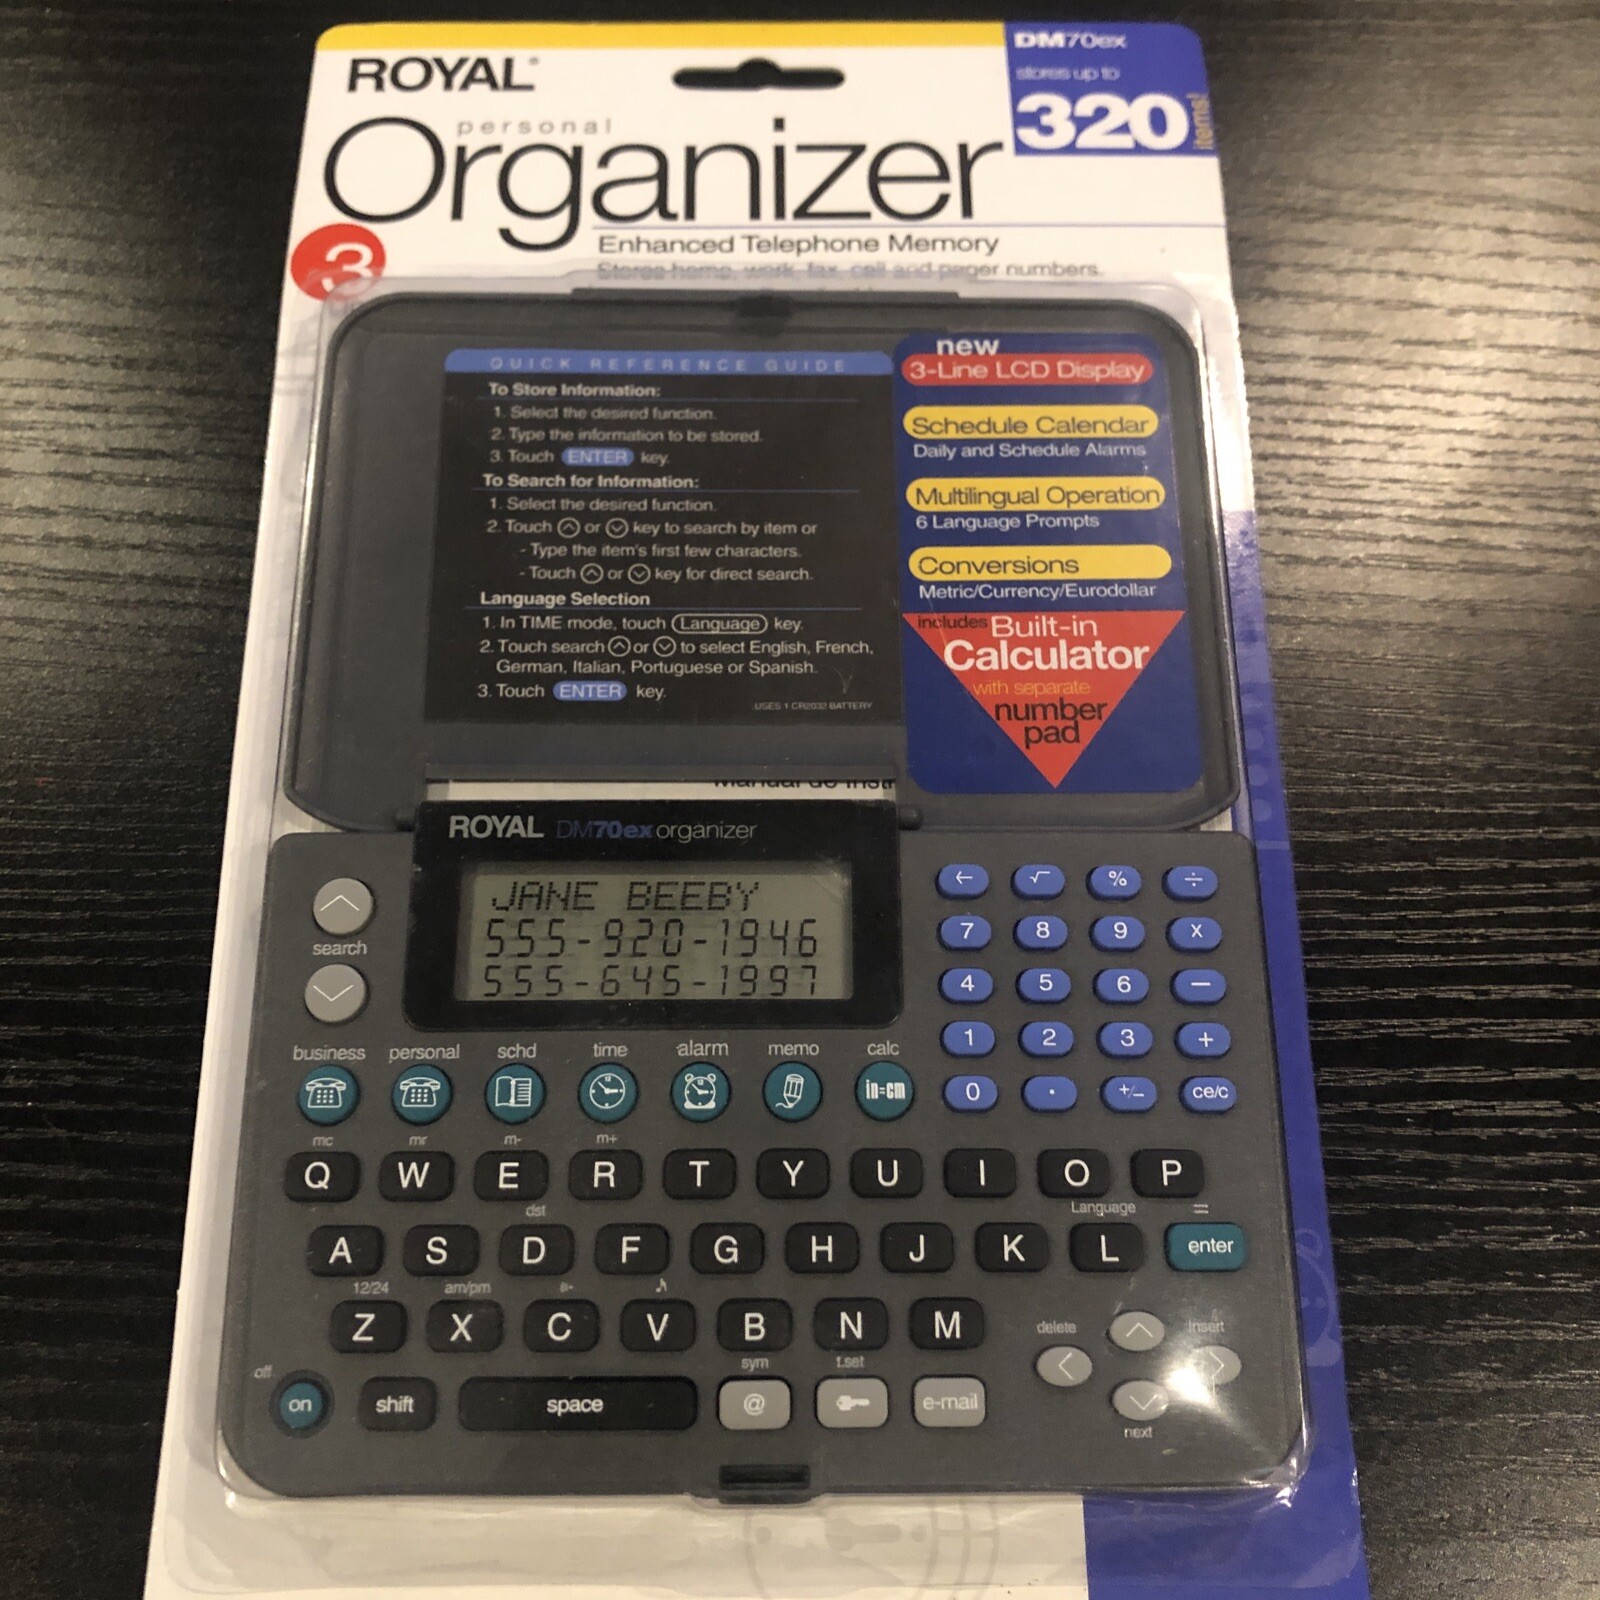 DM70ex
stores up to
320
items!
ROYAL®
personal
Organizer
Enhanced Telephone Memory
Stores home, work, fax, cell and pager numbers.
3
QUICK REFERENCE GUIDE
To Store Information:
1. Select the desired function.
2. Type the information to be stored.
3. Touch ENTER key.
To Search for Information:
1. Select the desired function.
2. Touch or key to search by item or
- Type the item's first few characters.
- Touch or key for direct search.
Language Selection
1. In TIME mode, touch Language key.
2. Touch search or to select English, French,
German, Italian, Portuguese or Spanish.
3. Touch ENTER key.
USES 1 CR2032 BATTERY
new
3-Line LCD Display
Schedule Calendar
Daily and Schedule Alarms
Multilingual Operation
6 Language Prompts
Conversions
Metric/Currency/Eurodollar
includes Built-in
Calculator
with separate
number
pad
Manual de
ROYAL DM70ex organizer
JANE BEEBY
555-920-1946
555-645-1997
search
← √ % ÷
7 8 9 x
4 5 6 −
1 2 3 +
0 . +/− ce/c
business personal schd time alarm memo calc
in=cm
mc mr m- m+
Q W E R T Y U I O P
dst Language =
A S D F G H J K L enter
12/24 am/pm
Z X C V B N M
delete insert
sym t.set
off
on shift space @ e-mail
next